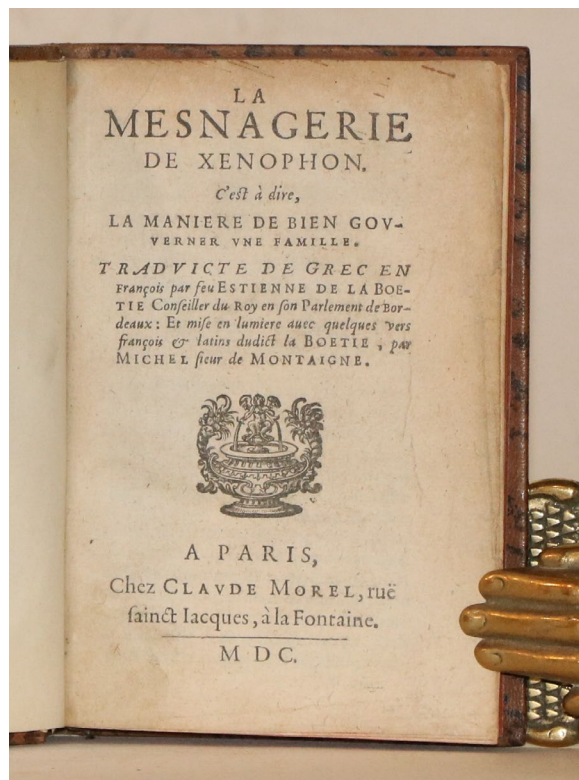 LA
MESNAGERIE
DE XENOPHON.
C'eſt à dire,
LA MANIERE DE BIEN GOV-
VERNER VNE FAMILLE.
TRADVICTE DE GREC EN
François par feu ESTIENNE DE LA BOE-
TIE Conſeiller du Roy en ſon Parlement de Bor-
deaux : Et miſe en lumiere auec quelques vers
françois & latins dudict la BOETIE , par
MICHEL ſieur de MONTAIGNE.
A PARIS,
Chez CLAVDE MOREL, ruë
ſainct Iacques, à la Fontaine.
M DC.